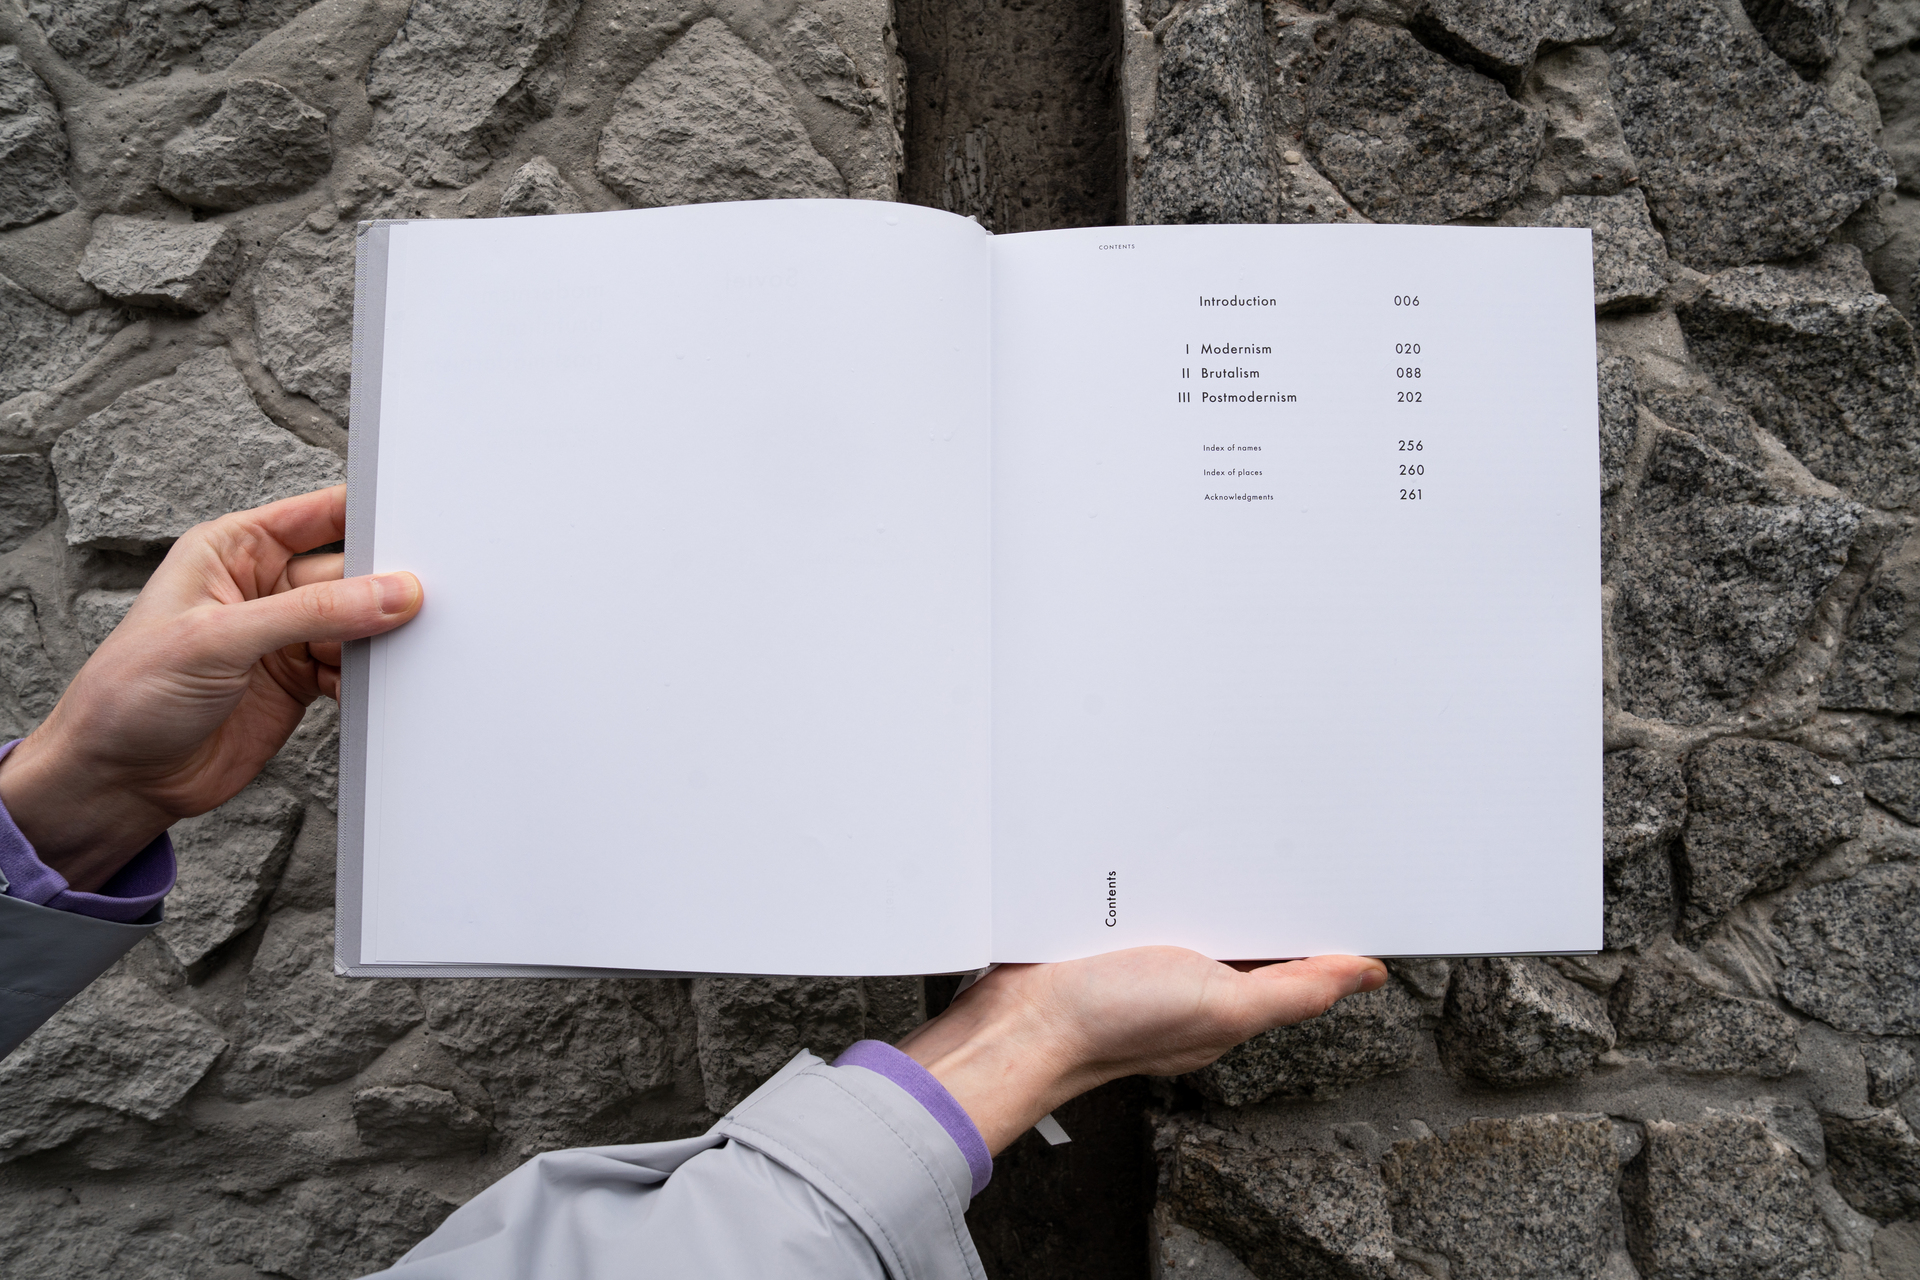 CONTENTS
Introduction 006
I Modernism 020
II Brutalism 088
III Postmodernism 202
Index of names 256
Index of places 260
Acknowledgments 261
Contents